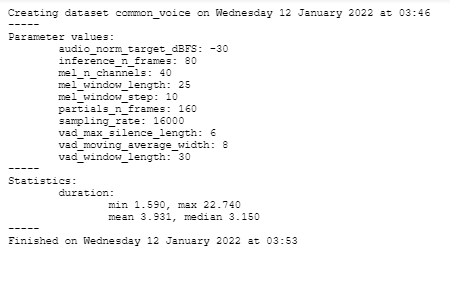 Creating dataset common_voice on Wednesday 12 January 2022 at 03:46
-----
Parameter values:
audio_norm_target_dBFS: -30
inference_n_frames: 80
mel_n_channels: 40
mel_window_length: 25
mel_window_step: 10
partials_n_frames: 160
sampling_rate: 16000
vad_max_silence_length: 6
vad_moving_average_width: 8
vad_window_length: 30
-----
Statistics:
duration:
min 1.590, max 22.740
mean 3.931, median 3.150
-----
Finished on Wednesday 12 January 2022 at 03:53